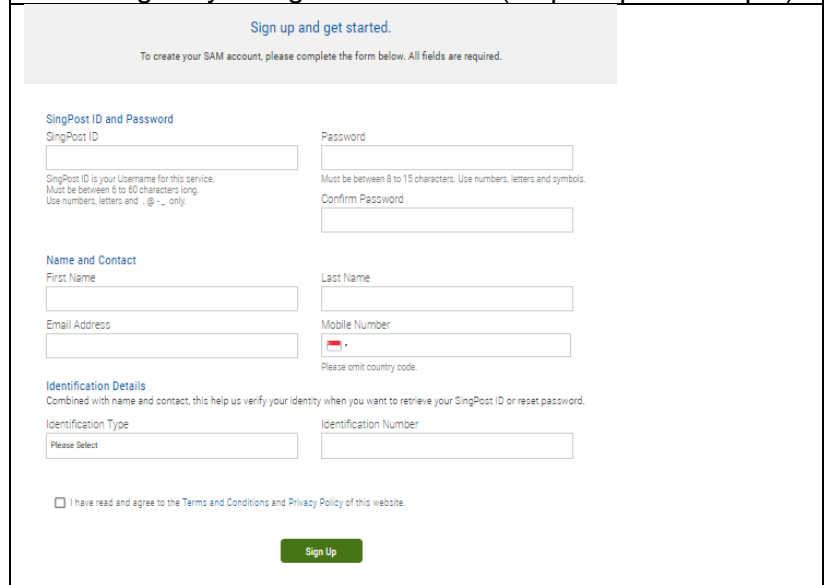 Sign up and get started.
To create your SAM account, please complete the form below. All fields are required.
SingPost ID and Password
SingPost ID
Password
SingPost ID is your Username for this service.
Must be between 6 to 60 characters long.
Use numbers, letters and . @ - _ only.
Must be between 8 to 15 characters. Use numbers, letters and symbols.
Confirm Password
Name and Contact
First Name
Last Name
Email Address
Mobile Number
Please omit country code.
Identification Details
Combined with name and contact, this help us verify your identity when you want to retrieve your SingPost ID or reset password.
Identification Type
Identification Number
Please Select
I have read and agree to the Terms and Conditions and Privacy Policy of this website.
Sign Up